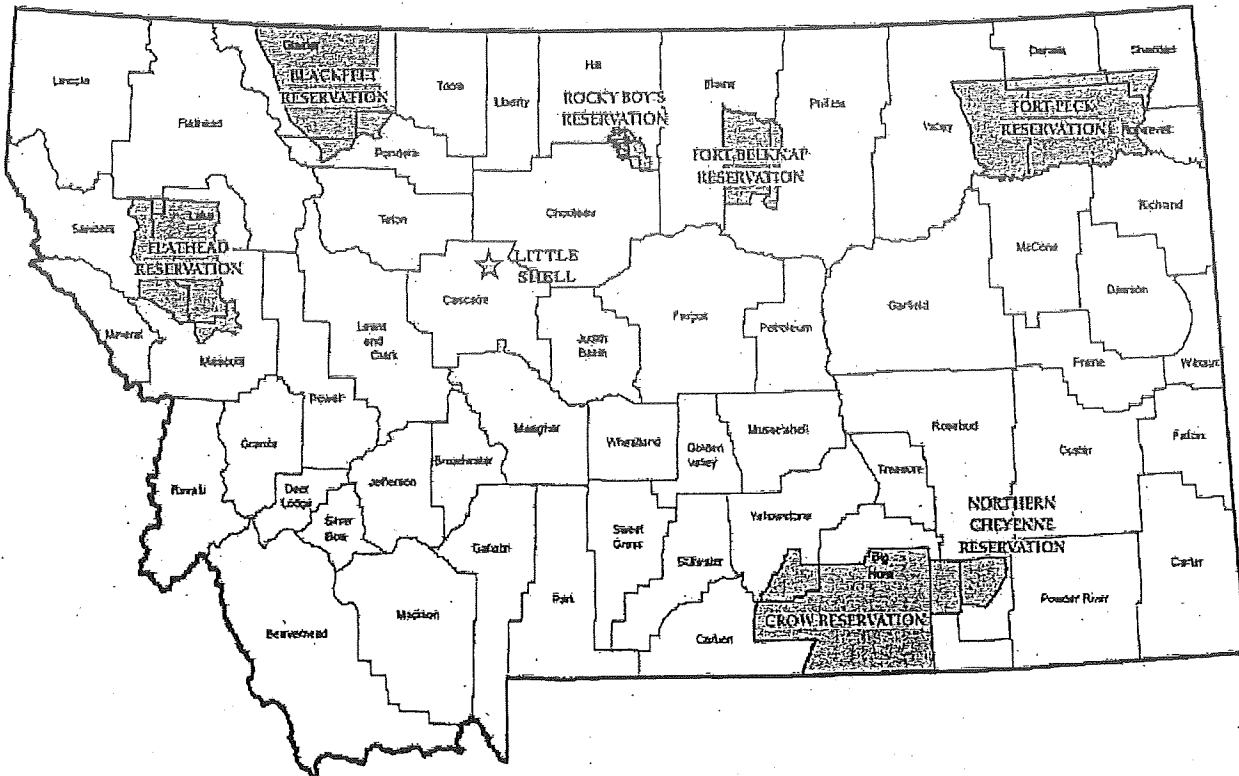 Lincoln
Flathead
Glacier
BLACKFEET
RESERVATION
Toole
Liberty
Hill
ROCKY BOY'S
RESERVATION
Blaine
Phillips
Valley
Daniels
Sheridan
FORT PECK
RESERVATION
Roosevelt
Pondera
FORT BELKNAP
RESERVATION
Sanders
Lake
FLATHEAD
RESERVATION
Teton
Chouteau
LITTLE
SHELL
Cascade
Richland
McCone
Dawson
Garfield
Mineral
Missoula
Lewis
and
Clark
Judith
Basin
Fergus
Petroleum
Prairie
Wibaux
Powell
Granite
Meagher
Wheatland
Golden
Valley
Musselshell
Rosebud
Custer
Fallon
Ravalli
Deer
Lodge
Silver
Bow
Jefferson
Broadwater
Treasure
Gallatin
Park
Sweet
Grass
Stillwater
Yellowstone
NORTHERN
CHEYENNE
RESERVATION
Carter
Powder River
Big
Horn
CROW RESERVATION
Carbon
Beaverhead
Madison